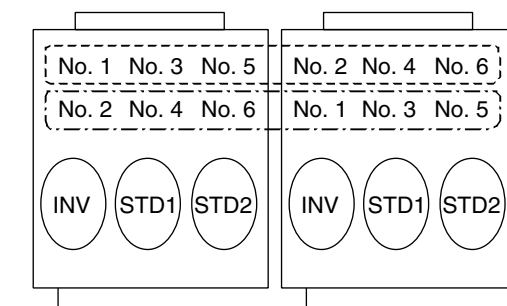 No. 1 No. 3 No. 5 No. 2 No. 4 No. 6
No. 2 No. 4 No. 6 No. 1 No. 3 No. 5
INV STD1 STD2 INV STD1 STD2